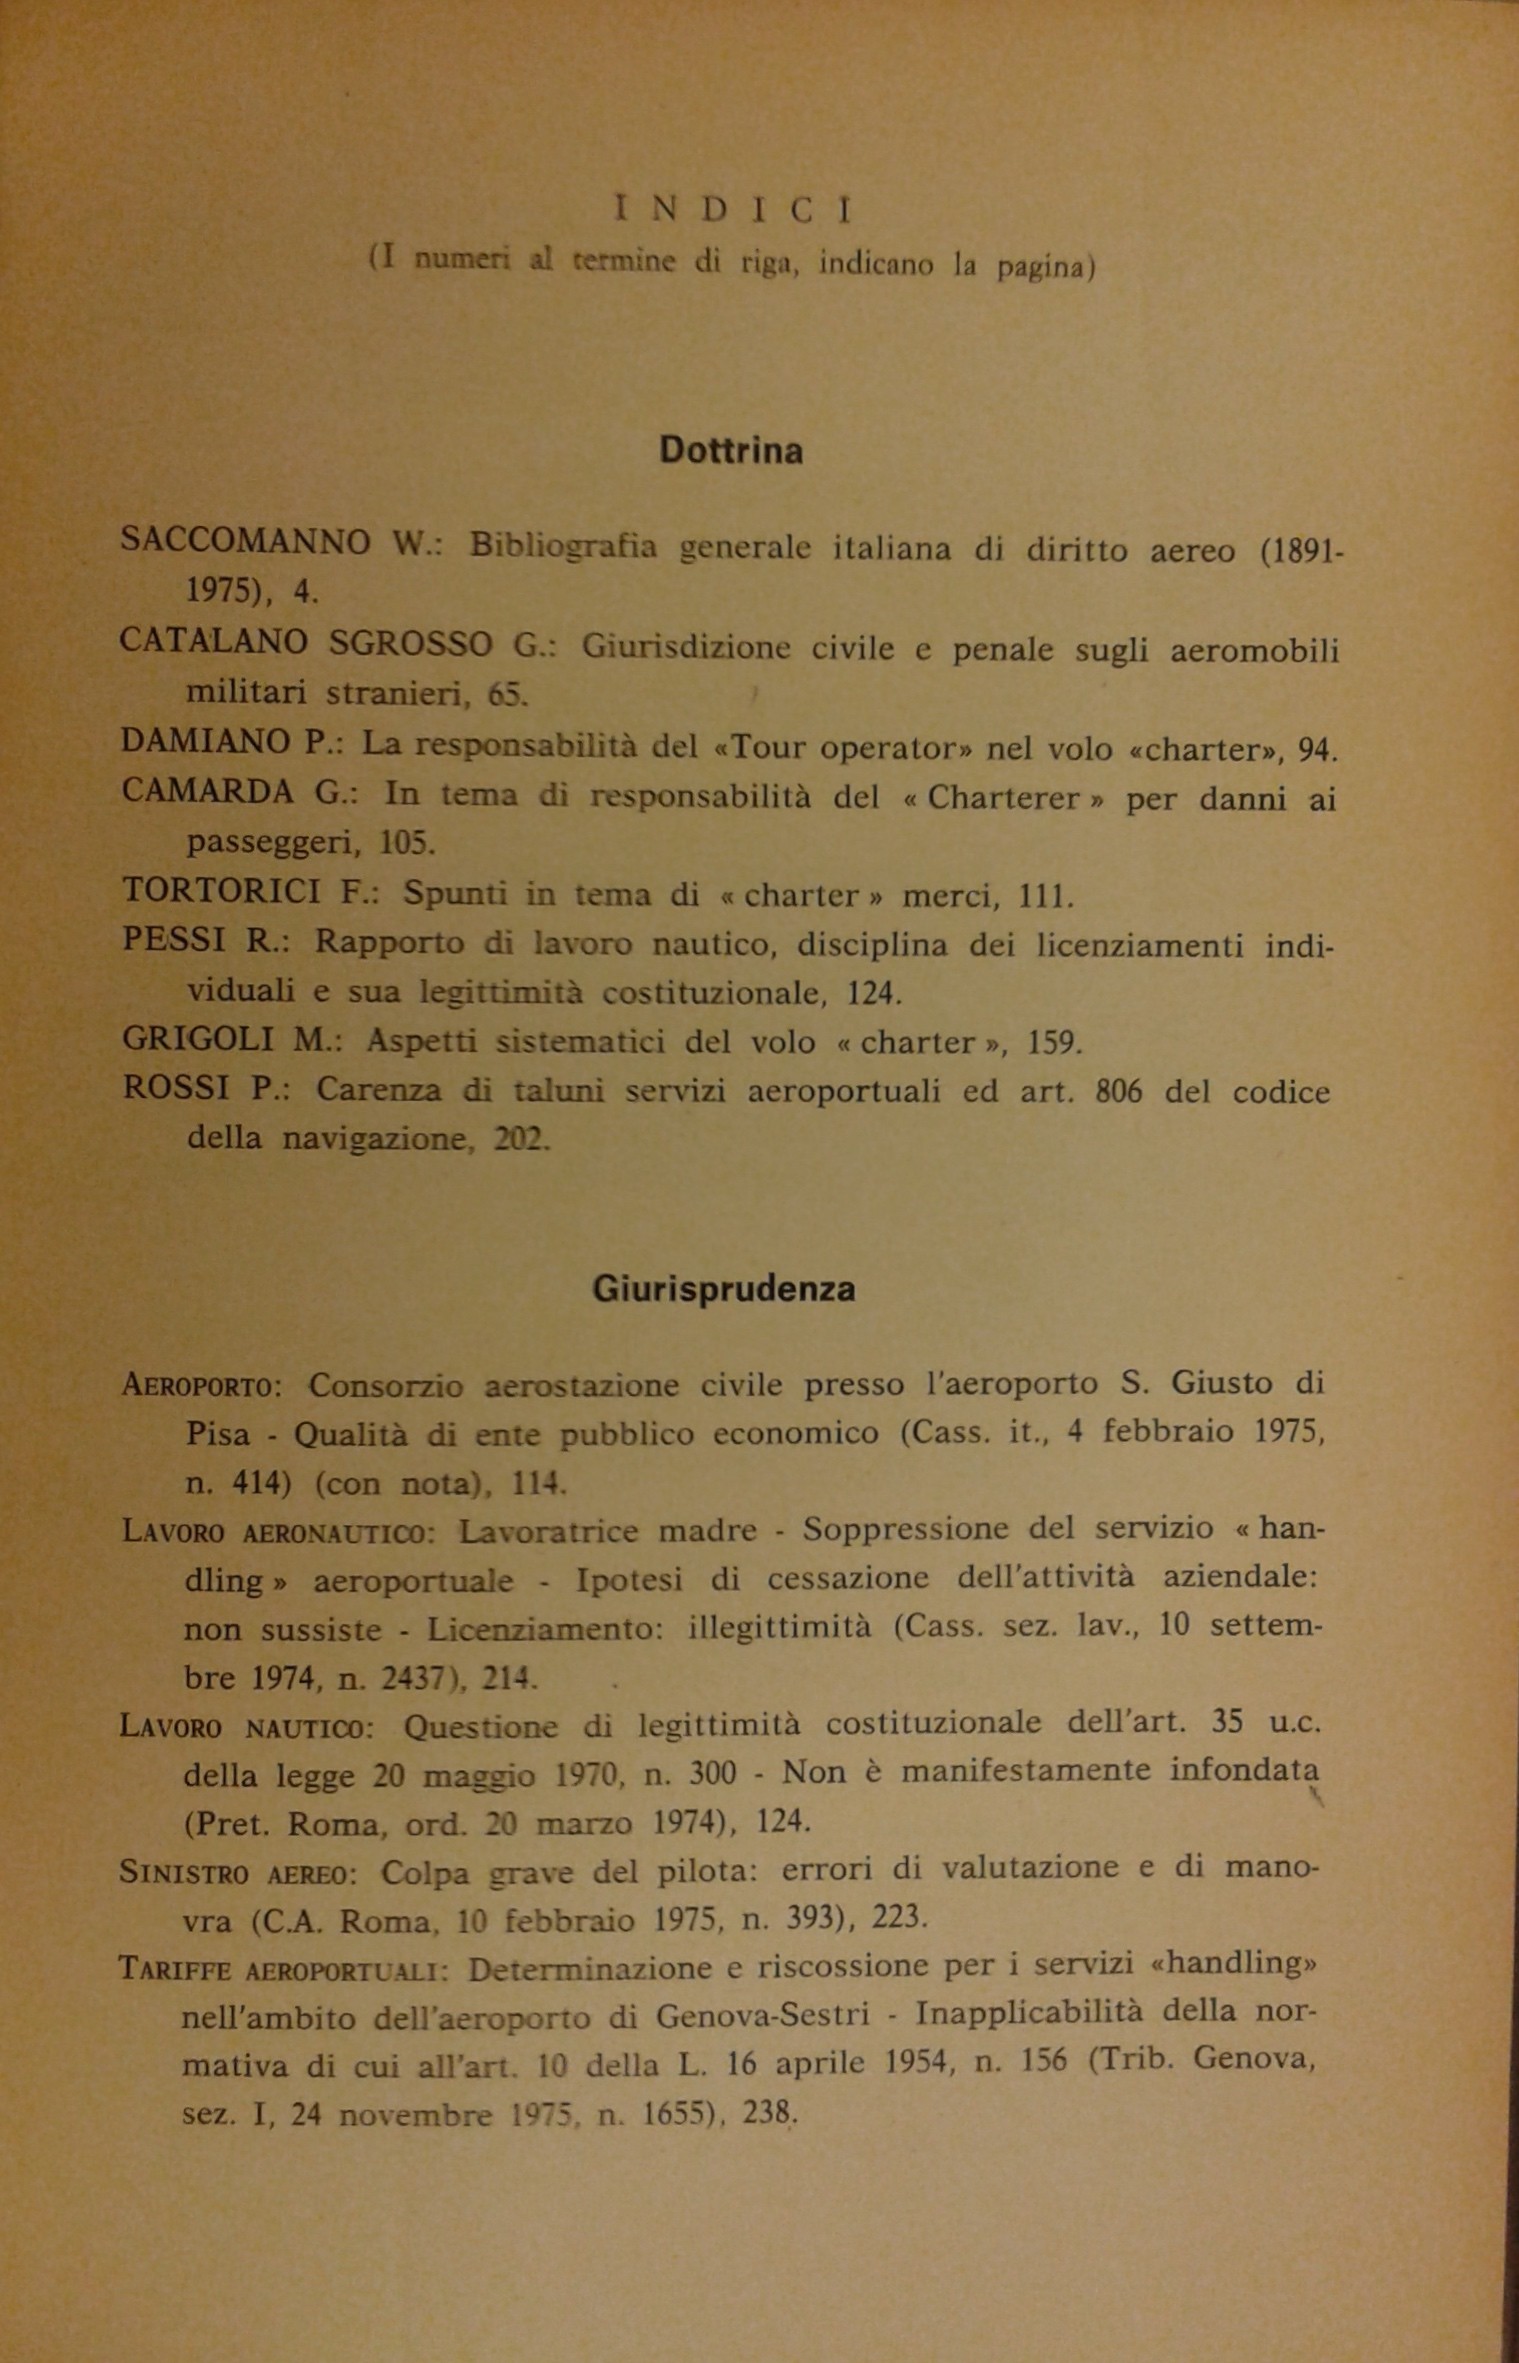 INDICI
(I numeri al termine di riga, indicano la pagina)
Dottrina
SACCOMANNO W.: Bibliografia generale italiana di diritto aereo (1891-
1975), 4.
CATALANO SGROSSO G.: Giurisdizione civile e penale sugli aeromobili
militari stranieri, 65.
DAMIANO P.: La responsabilità del «Tour operator» nel volo «charter», 94.
CAMARDA G.: In tema di responsabilità del « Charterer » per danni ai
passeggeri, 105.
TORTORICI F.: Spunti in tema di « charter » merci, 111.
PESSI R.: Rapporto di lavoro nautico, disciplina dei licenziamenti indi-
viduali e sua legittimità costituzionale, 124.
GRIGOLI M.: Aspetti sistematici del volo « charter », 159.
ROSSI P.: Carenza di taluni servizi aeroportuali ed art. 806 del codice
della navigazione, 202.
Giurisprudenza
AEROPORTO: Consorzio aerostazione civile presso l'aeroporto S. Giusto di
Pisa - Qualità di ente pubblico economico (Cass. it., 4 febbraio 1975,
n. 414) (con nota), 114.
LAVORO AERONAUTICO: Lavoratrice madre - Soppressione del servizio « han-
dling » aeroportuale - Ipotesi di cessazione dell'attività aziendale:
non sussiste - Licenziamento: illegittimità (Cass. sez. lav., 10 settem-
bre 1974, n. 2437), 214.
LAVORO NAUTICO: Questione di legittimità costituzionale dell'art. 35 u.c.
della legge 20 maggio 1970, n. 300 - Non è manifestamente infondata
(Pret. Roma, ord. 20 marzo 1974), 124.
SINISTRO AEREO: Colpa grave del pilota: errori di valutazione e di mano-
vra (C.A. Roma, 10 febbraio 1975, n. 393), 223.
TARIFFE AEROPORTUALI: Determinazione e riscossione per i servizi «handling»
nell'ambito dell'aeroporto di Genova-Sestri - Inapplicabilità della nor-
mativa di cui all'art. 10 della L. 16 aprile 1954, n. 156 (Trib. Genova,
sez. I, 24 novembre 1975, n. 1655), 238.